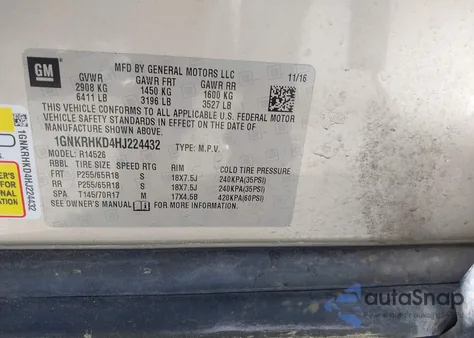 GM
MFD BY GENERAL MOTORS LLC 11/16
GVWR GAWR FRT GAWR RR
2908 KG 1450 KG 1600 KG
6411 LB 3196 LB 3527 LB
THIS VEHICLE CONFORMS TO ALL APPLICABLE U.S. FEDERAL MOTOR
VEHICLE SAFETY STANDARDS IN EFFECT ON THE DATE OF
MANUFACTURE SHOWN ABOVE.
1GNKRHKD4HJ224432 TYPE: M.P.V.
MODEL: R14526
RBBL TIRE SIZE SPEED RTG RIM COLD TIRE PRESSURE
FRT P255/65R18 S 18X7.5J 240KPA(35PSI)
RR P255/65R18 S 18X7.5J 240KPA(35PSI)
SPA T145/70R17 M 17X4.5B 420KPA(60PSI)
SEE OWNER'S MANUAL FOR MORE INFORMATION.
1GNKRHKD4HJ224432
autoSnap